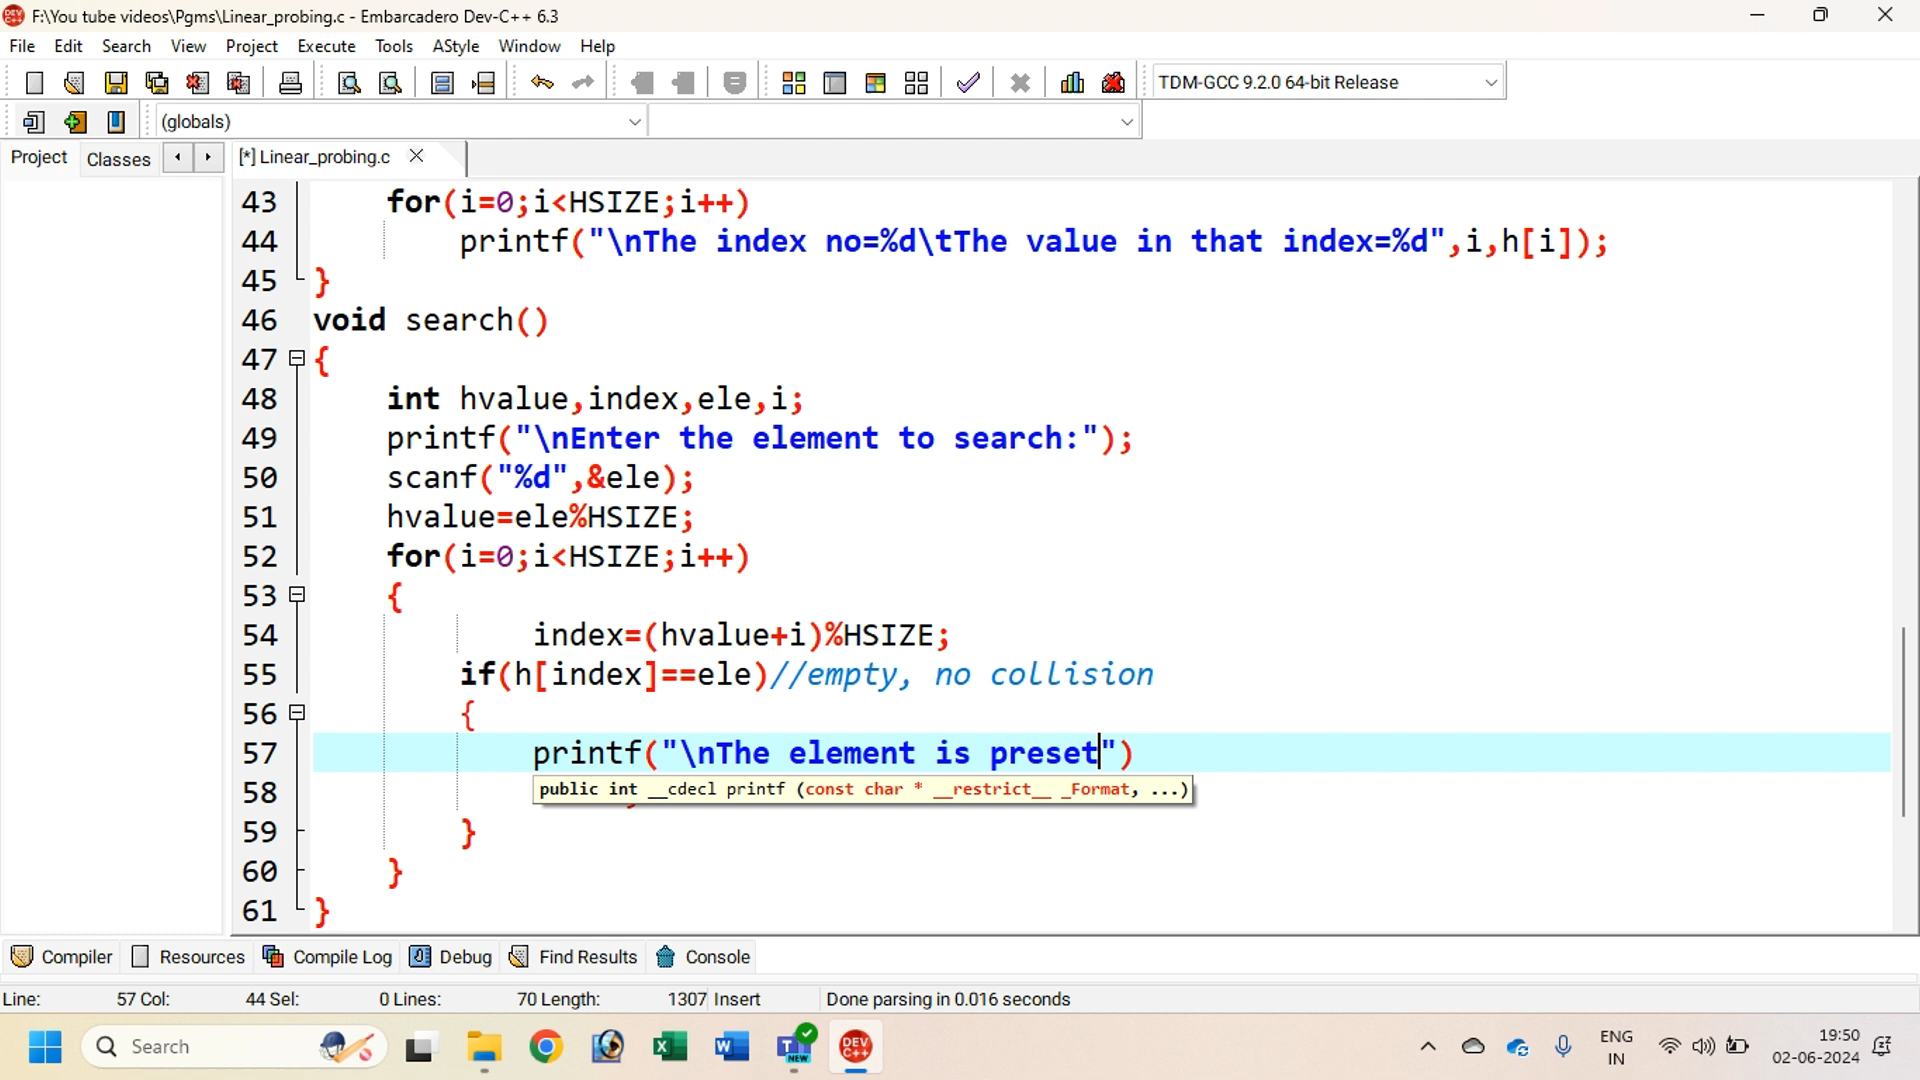 F:\You tube videos\Pgms\Linear_probing.c - Embarcadero Dev-C++ 6.3
File Edit Search View Project Execute Tools AStyle Window Help
TDM-GCC 9.2.0 64-bit Release
(globals)
Project Classes [*] Linear_probing.c
43 for(i=0;i<HSIZE;i++)
44 printf("\nThe index no=%d\tThe value in that index=%d",i,h[i]);
45 }
46 void search()
47 {
48 int hvalue,index,ele,i;
49 printf("\nEnter the element to search:");
50 scanf("%d",&ele);
51 hvalue=ele%HSIZE;
52 for(i=0;i<HSIZE;i++)
53 {
54 index=(hvalue+i)%HSIZE;
55 if(h[index]==ele)//empty, no collision
56 {
57 printf("\nThe element is preset")
public int __cdecl printf (const char * __restrict__ _Format, ...)
58
59 }
60 }
61 }
Compiler Resources Compile Log Debug Find Results Console
Line: 57 Col: 44 Sel: 0 Lines: 70 Length: 1307 Insert Done parsing in 0.016 seconds
Search
ENG
IN
19:50
02-06-2024